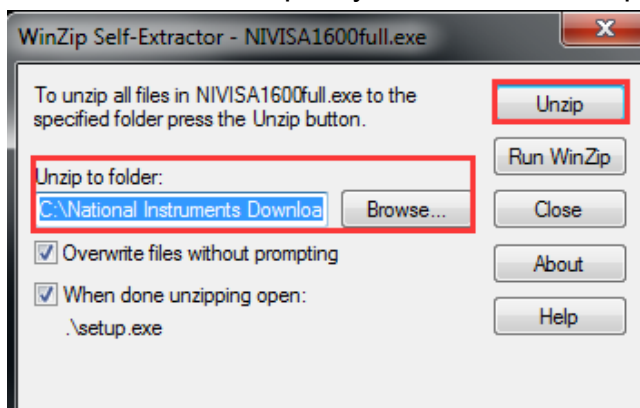 WinZip Self-Extractor - NIVISA1600full.exe
To unzip all files in NIVISA1600full.exe to the
specified folder press the Unzip button.
Unzip
Run WinZip
Unzip to folder:
C:\National Instruments Downloa
Browse...
Close
Overwrite files without prompting
About
When done unzipping open:
.\setup.exe
Help